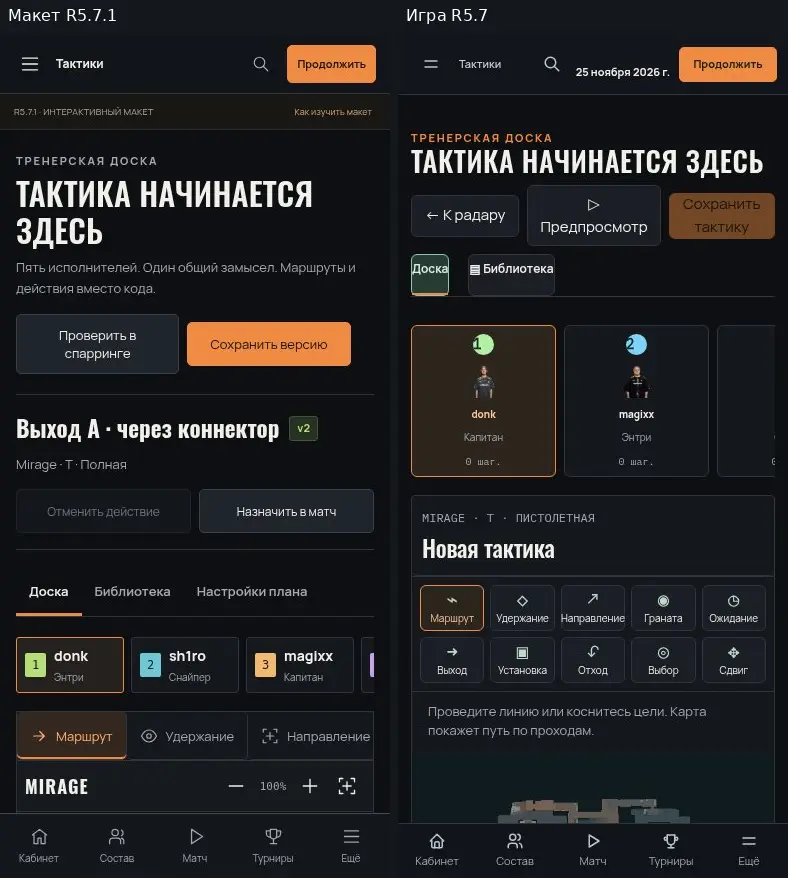 Макет R5.7.1
Тактики
Продолжить
R5.7.1 · ИНТЕРАКТИВНЫЙ МАКЕТ
Как изучить макет
ТРЕНЕРСКАЯ ДОСКА
ТАКТИКА НАЧИНАЕТСЯ
ЗДЕСЬ
Пять исполнителей. Один общий замысел. Маршруты и
действия вместо кода.
Проверить в
спарринге
Сохранить версию
Выход А · через коннектор
v2
Mirage · T · Полная
Отменить действие
Назначить в матч
Доска
Библиотека
Настройки плана
1
donk
Энтри
2
sh1ro
Снайпер
3
magixx
Капитан
Маршрут
Удержание
Направление
MIRAGE
100%
Кабинет
Состав
Матч
Турниры
Ещё
Игра R5.7
Тактики
25 ноября 2026 г.
Продолжить
ТРЕНЕРСКАЯ ДОСКА
ТАКТИКА НАЧИНАЕТСЯ ЗДЕСЬ
← К радару
▷
Предпросмотр
Сохранить
тактику
Доска
Библиотека
1
donk
Капитан
0 шаг.
2
magixx
Энтри
0 шаг.
MIRAGE · T · ПИСТОЛЕТНАЯ
Новая тактика
Маршрут
Удержание
Направление
Граната
Ожидание
Выход
Установка
Отход
Выбор
Сдвиг
Проведите линию или коснитесь цели. Карта
покажет путь по проходам.
Кабинет
Состав
Матч
Турниры
Ещё